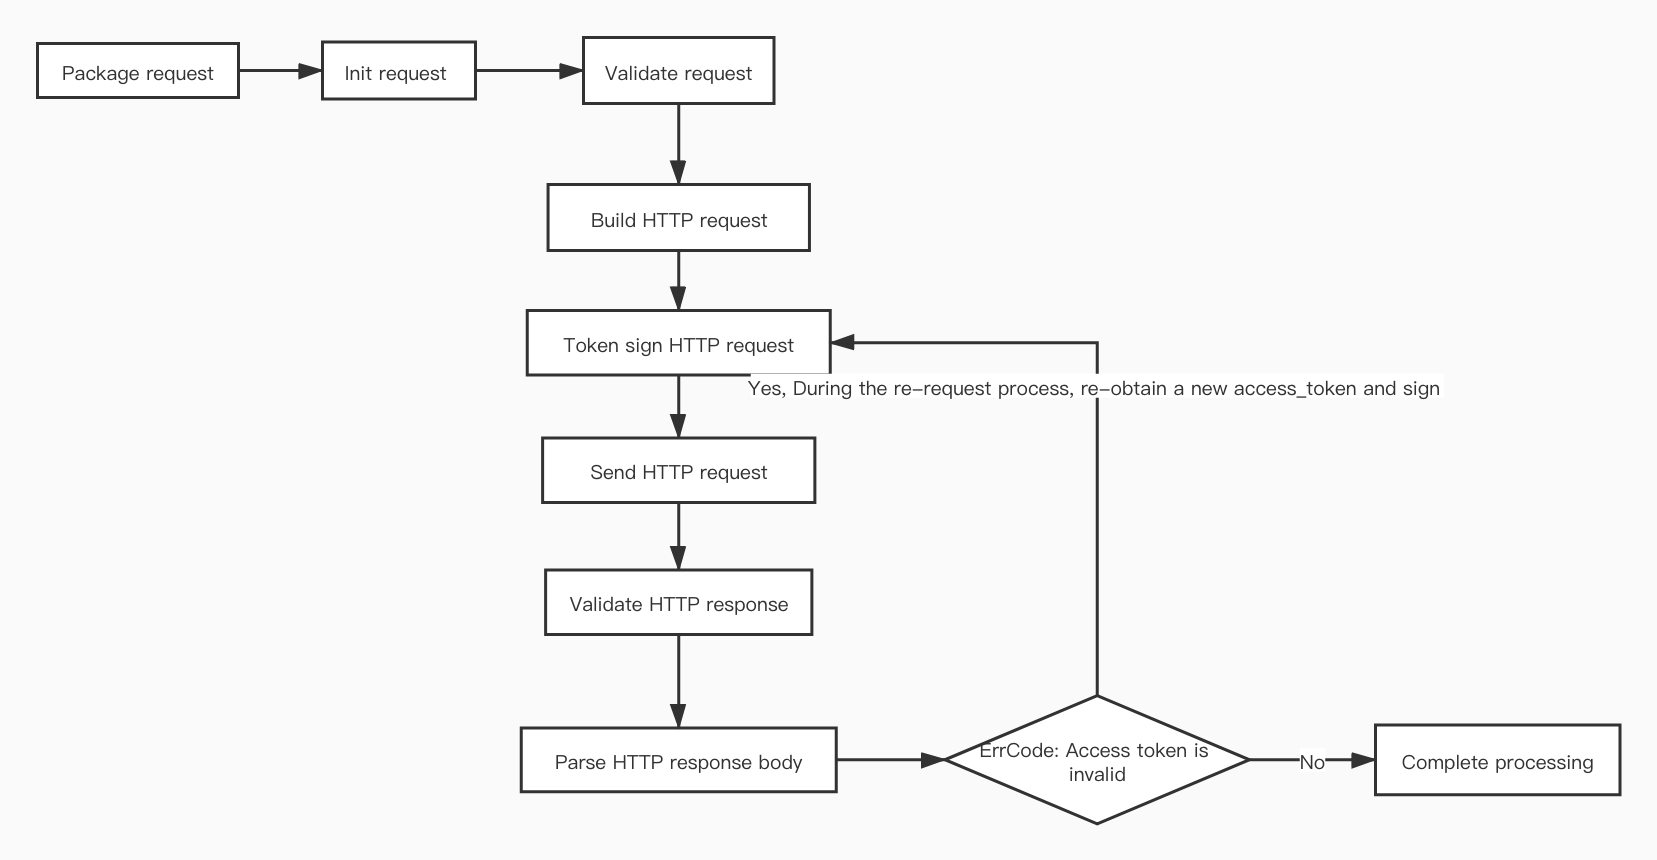 Package request
Init request
Validate request
Build HTTP request
Token sign HTTP request
Yes, During the re-request process, re-obtain a new access_token and sign
Send HTTP request
Validate HTTP response
Parse HTTP response body
ErrCode: Access token is
invalid
No
Complete processing